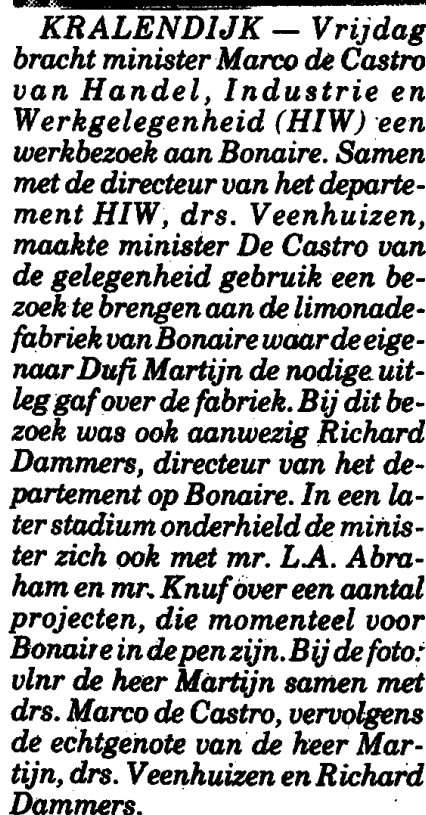 KRALENDIJK — Vrijdag
bracht minister Marco de Castro
van Handel, Industrie en
Werkgelegenheid (HIW) een
werkbezoek aan Bonaire. Samen
met de directeur van het departe-
ment HIW, drs. Veenhuizen,
maakte minister De Castro van
de gelegenheid gebruik een be-
zoek te brengen aan de limonade-
fabriek van Bonaire waar de eige-
naar Dufi Martijn de nodige uit-
leg gaf over de fabriek. Bij dit be-
zoek was ook aanwezig Richard
Dammers, directeur van het de-
partement op Bonaire. In een la-
ter stadium onderhield de minis-
ter zich ook met mr. L.A. Abra-
ham en mr. Knuf over een aantal
projecten, die momenteel voor
Bonaire in de pen zijn. Bij de foto:
vlnr de heer Martijn samen met
drs. Marco de Castro, vervolgens
de echtgenote van de heer Mar-
tijn, drs. Veenhuizen en Richard
Dammers.